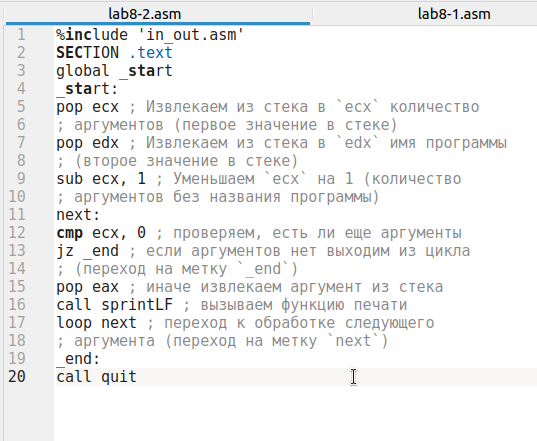 lab8-2.asm lab8-1.asm
1 %include 'in_out.asm'
2 SECTION .text
3 global _start
4 _start:
5 pop ecx ; Извлекаем из стека в `ecx` количество
6 ; аргументов (первое значение в стеке)
7 pop edx ; Извлекаем из стека в `edx` имя программы
8 ; (второе значение в стеке)
9 sub ecx, 1 ; Уменьшаем `ecx` на 1 (количество
10 ; аргументов без названия программы)
11 next:
12 cmp ecx, 0 ; проверяем, есть ли еще аргументы
13 jz _end ; если аргументов нет выходим из цикла
14 ; (переход на метку `_end`)
15 pop eax ; иначе извлекаем аргумент из стека
16 call sprintLF ; вызываем функцию печати
17 loop next ; переход к обработке следующего
18 ; аргумента (переход на метку `next`)
19 _end:
20 call quit